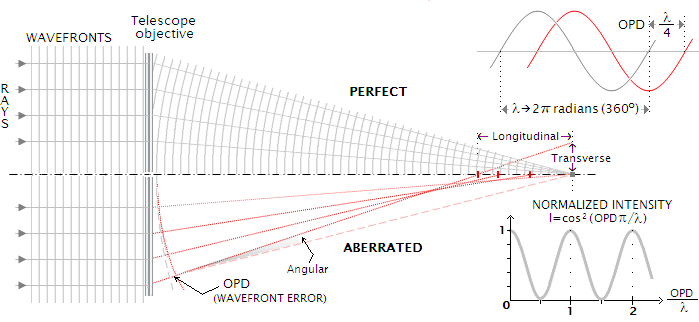 Telescope
objective
WAVEFRONTS
RAYS
PERFECT
OPD
λ
4
λ→2π radians (360°)
Longitudinal
Transverse
NORMALIZED INTENSITY
I=cos² (OPDπ/λ)
ABERRATED
Angular
OPD
(WAVEFRONT ERROR)
1
0
1
2
OPD
λ